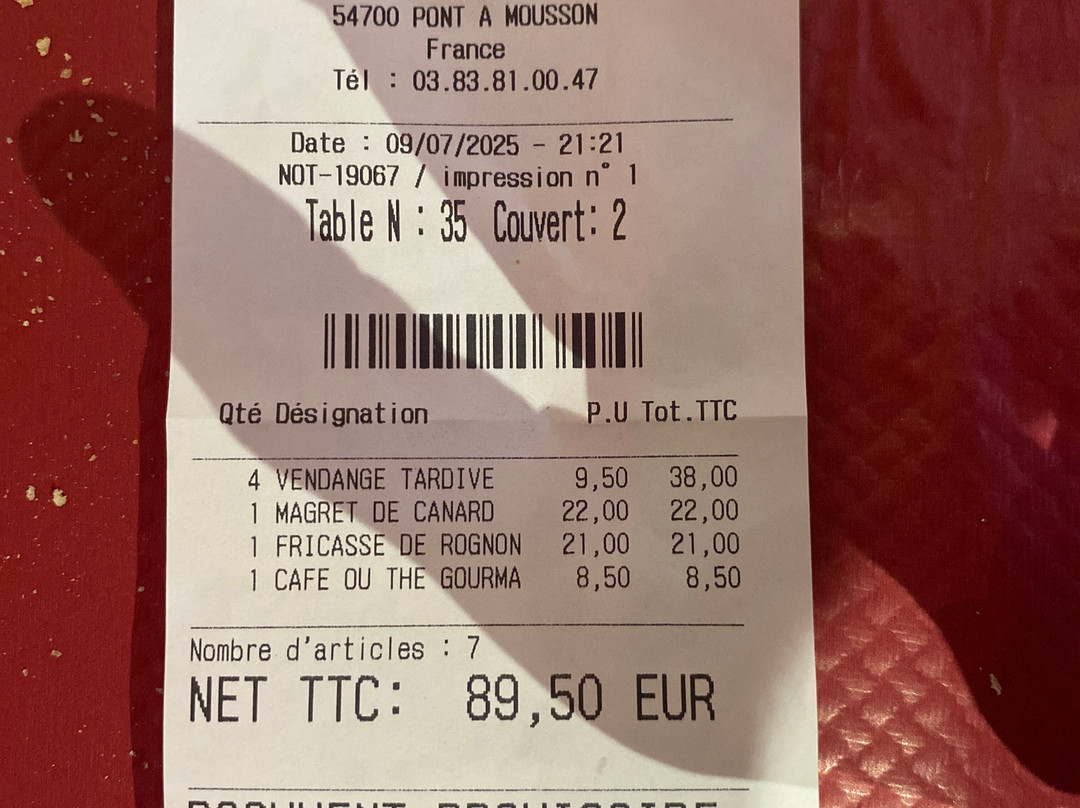 54700 PONT A MOUSSON
France
Tél : 03.83.81.00.47
Date : 09/07/2025 - 21:21
NOT-19067 / impression n° 1
Table N : 35 Couvert: 2
Qté Désignation P.U Tot.TTC
4 VENDANGE TARDIVE 9,50 38,00
1 MAGRET DE CANARD 22,00 22,00
1 FRICASSE DE ROGNON 21,00 21,00
1 CAFE OU THE GOURMA 8,50 8,50
Nombre d'articles : 7
NET TTC: 89,50 EUR